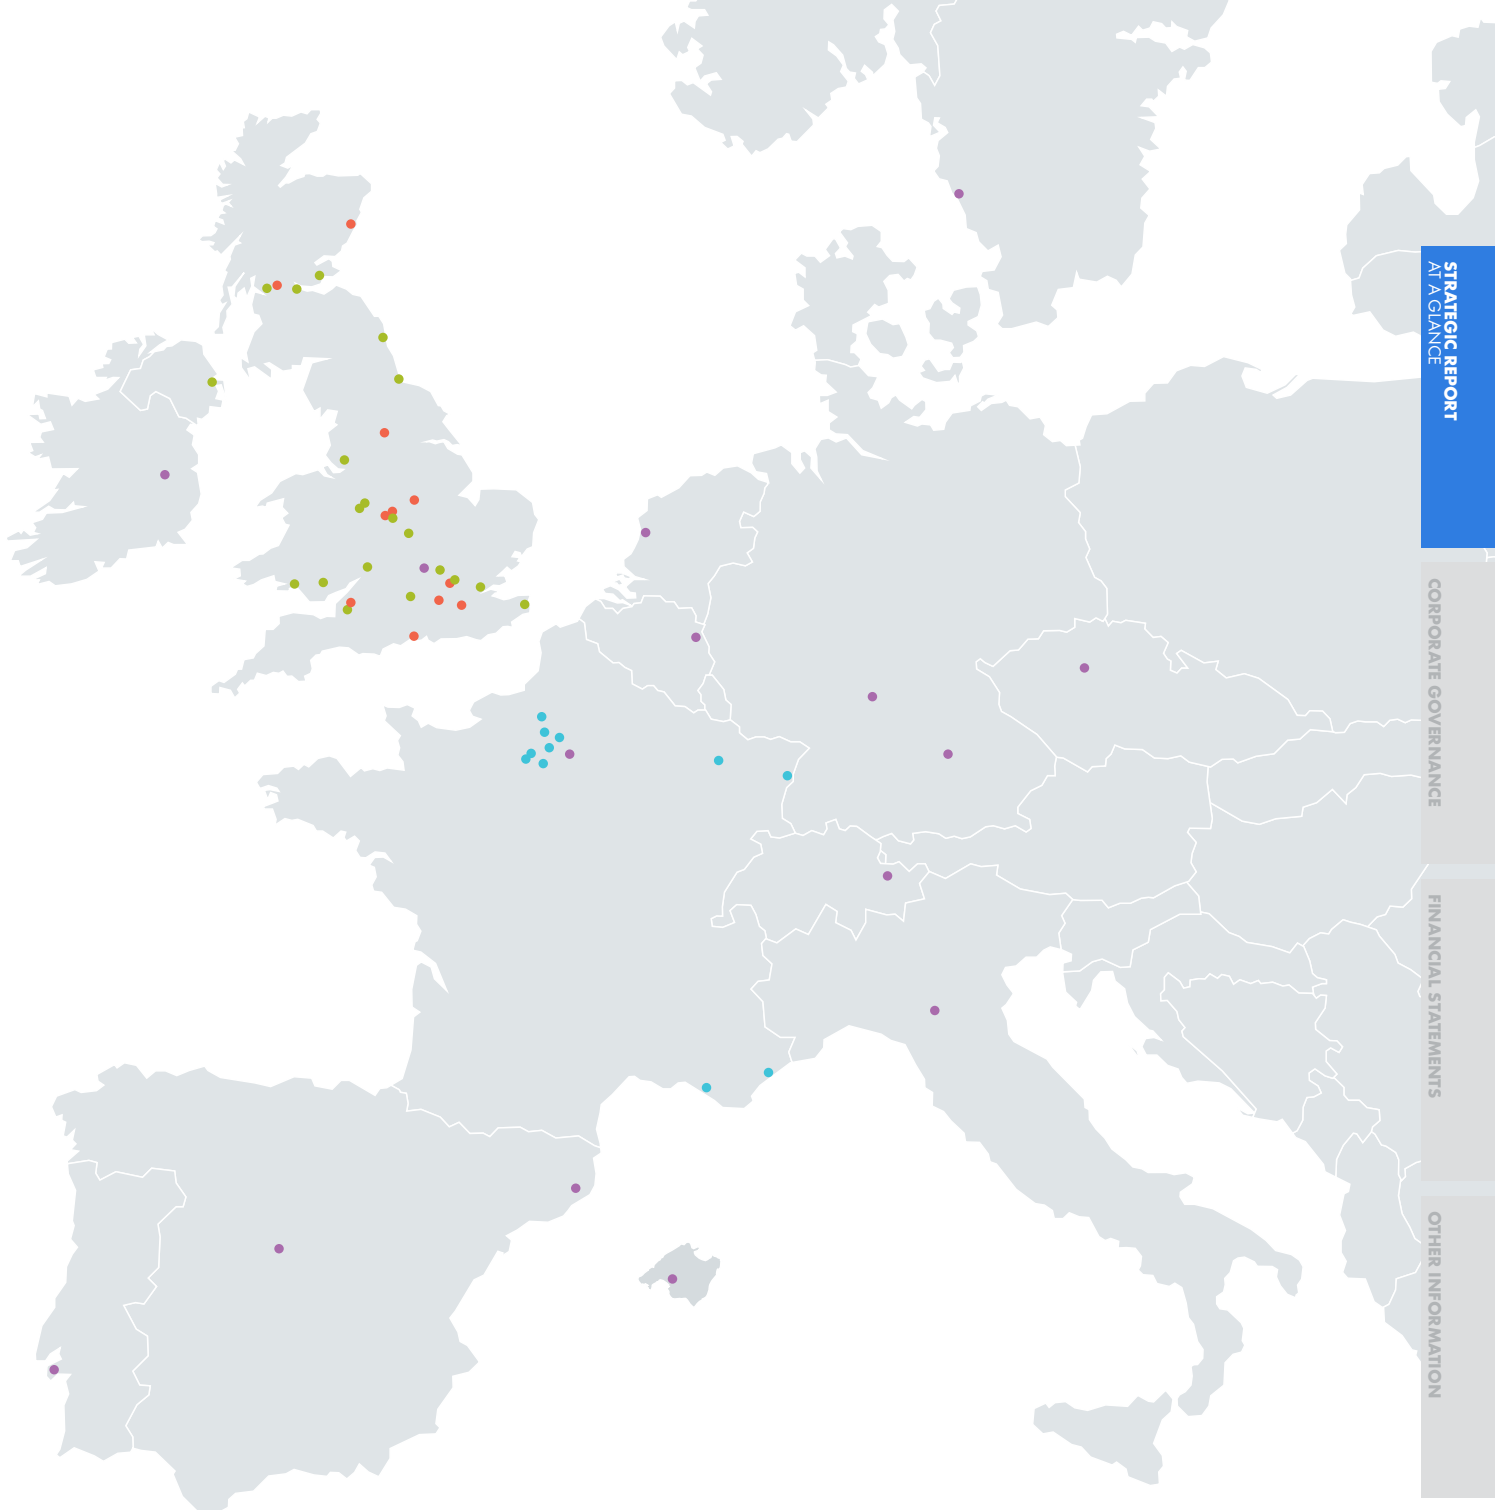 STRATEGIC REPORT
AT A GLANCE
CORPORATE GOVERNANCE
FINANCIAL STATEMENTS
OTHER INFORMATION